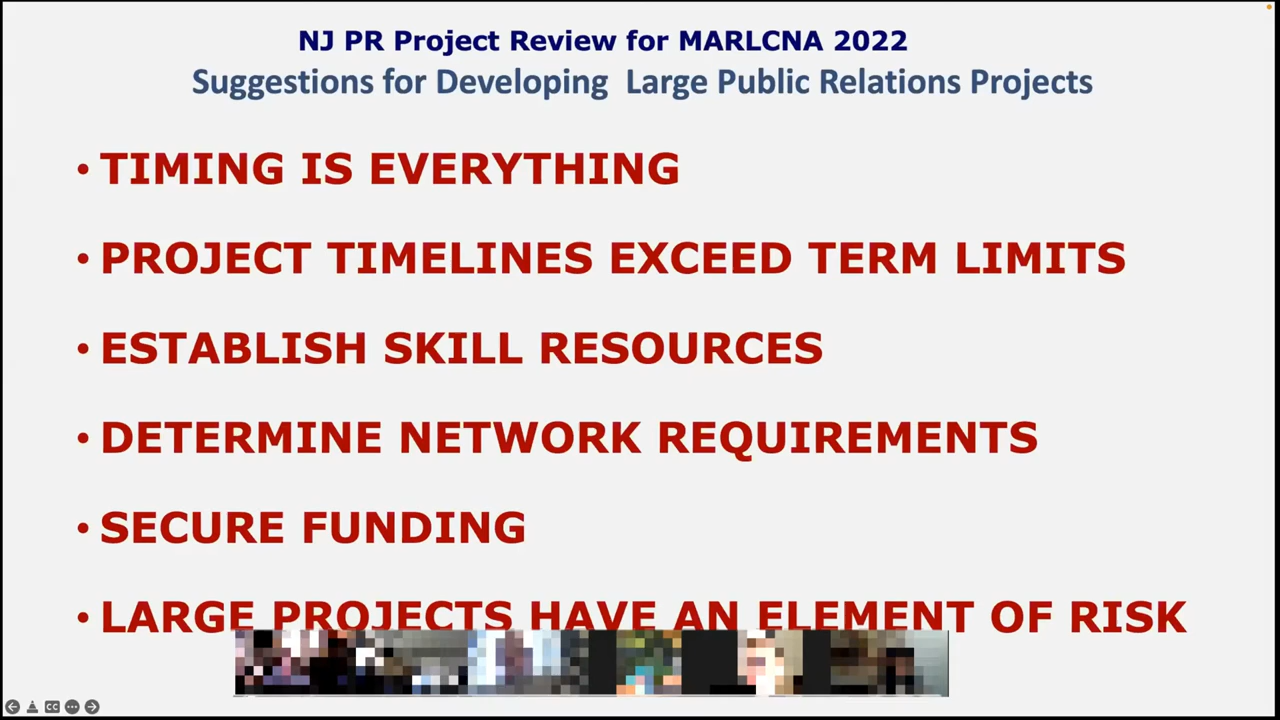 NJ PR Project Review for MARLCNA 2022
Suggestions for Developing Large Public Relations Projects
• TIMING IS EVERYTHING
• PROJECT TIMELINES EXCEED TERM LIMITS
• ESTABLISH SKILL RESOURCES
• DETERMINE NETWORK REQUIREMENTS
• SECURE FUNDING
• LARGE PROJECTS HAVE AN ELEMENT OF RISK
CC